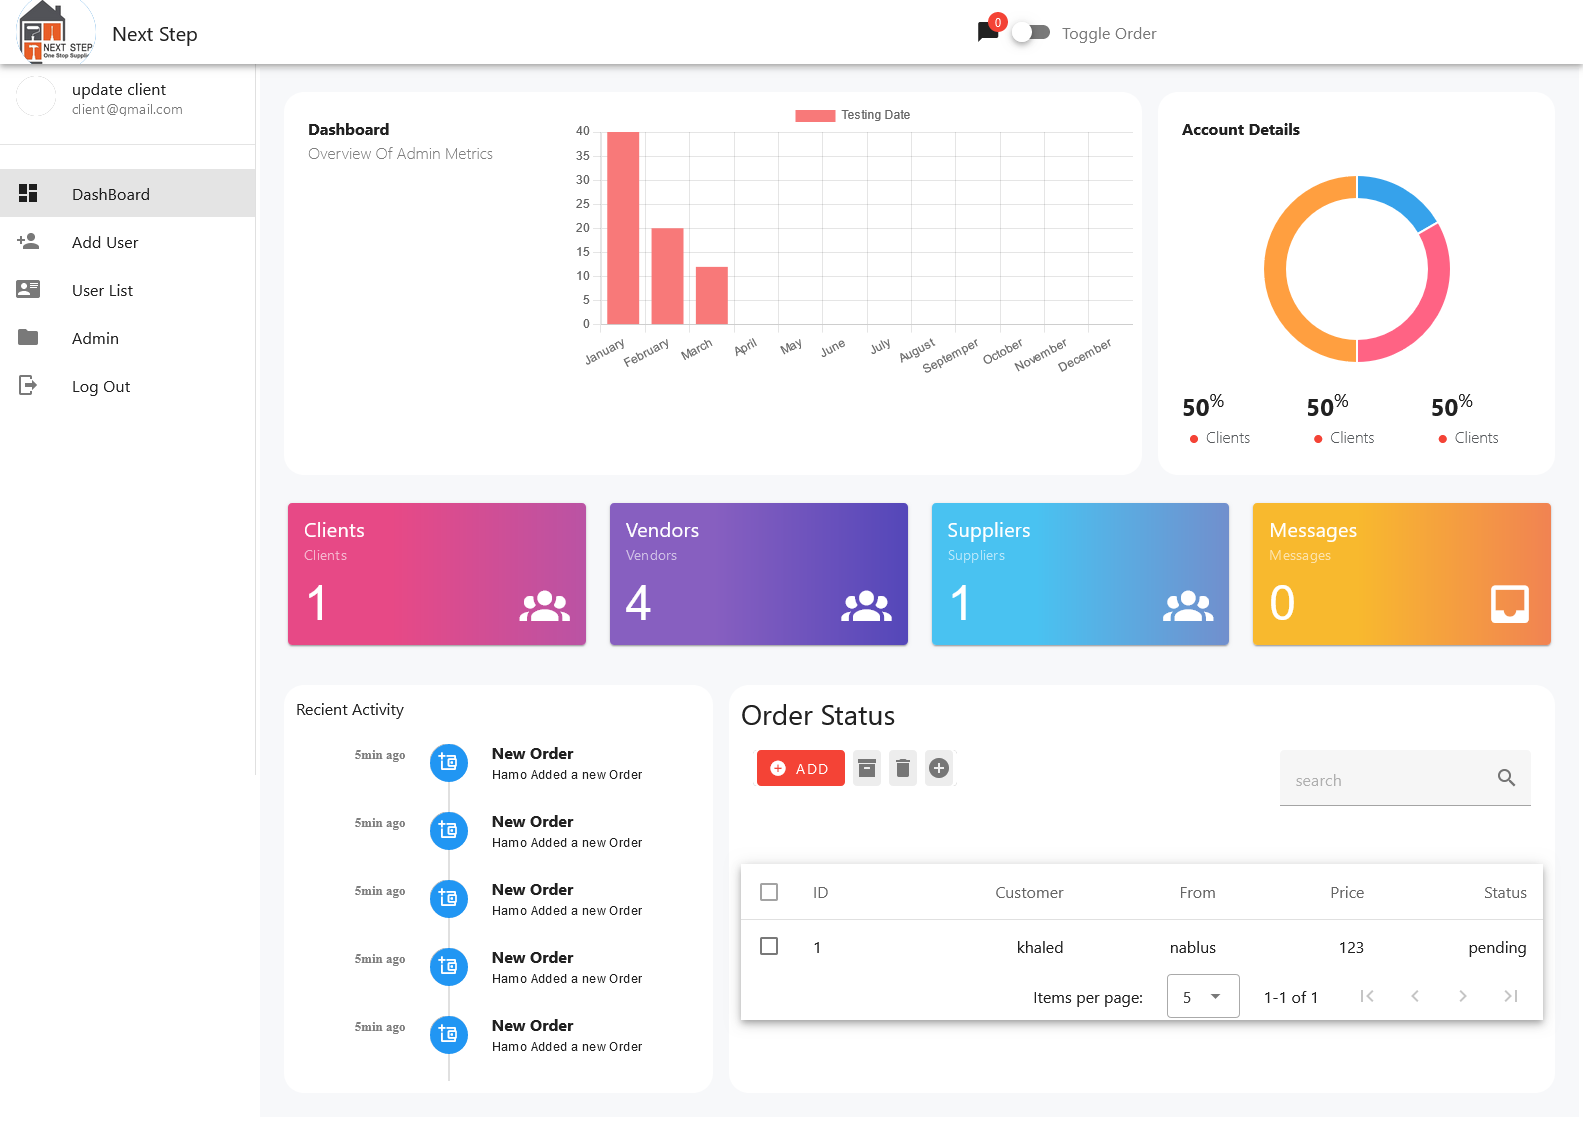 NEXT STEP
One Stop Supplier
Next Step
0
Toggle Order
update client
client@gmail.com
DashBoard
Add User
User List
Admin
Log Out
Dashboard
Overview Of Admin Metrics
Testing Date
40
35
30
25
20
15
10
5
0
January
February
March
April
May
June
July
August
Septemper
October
November
December
Account Details
50%
50%
50%
Clients
Clients
Clients
Clients
Clients
1
Vendors
Vendors
4
Suppliers
Suppliers
1
Messages
Messages
0
Recient Activity
5min ago
New Order
Hamo Added a new Order
5min ago
New Order
Hamo Added a new Order
5min ago
New Order
Hamo Added a new Order
5min ago
New Order
Hamo Added a new Order
5min ago
New Order
Hamo Added a new Order
Order Status
ADD
search
ID Customer From Price Status
1 khaled nablus 123 pending
Items per page: 5 1-1 of 1